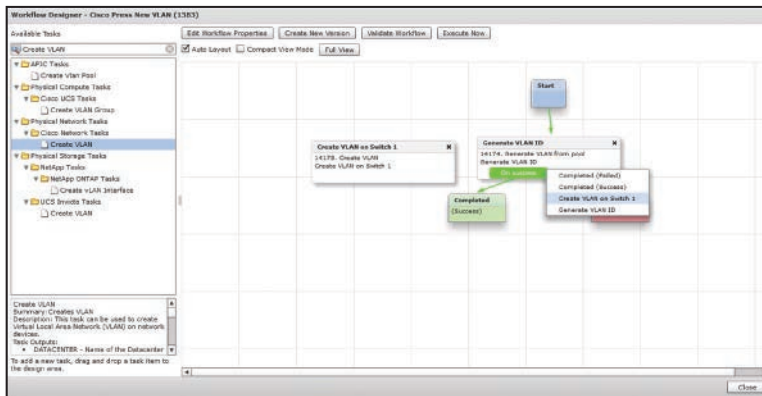 Workflow Designer - Cisco Press New VLAN (1383)
Available Tasks
Create VLAN
APIC Tasks
Create Vlan Pool
Physical Compute Tasks
Cisco UCS Tasks
Create VLAN Group
Physical Network Tasks
Cisco Network Tasks
Create VLAN
Physical Storage Tasks
NetApp Tasks
NetApp ONTAP Tasks
Create vLAN Interface
UCS Invicta Tasks
Create VLAN
Create VLAN
Summary: Creates VLAN
Description: This task can be used to create
Virtual Local Area Network (VLAN) on network
devices.
Task Outputs:
• DATACENTER - Name of the Datacenter
To add a new task, drag and drop a task item to
the design area.
Edit Workflow Properties
Create New Version
Validate Workflow
Execute Now
Auto Layout
Compact View Mode
Full View
Start
Create VLAN on Switch 1
14178. Create VLAN
Create VLAN on Switch 1
Generate VLAN ID
14174. Generate VLAN from pool
Generate VLAN ID
On success
Completed (Failed)
Completed (Success)
Create VLAN on Switch 1
Generate VLAN ID
Completed
(Success)
Close